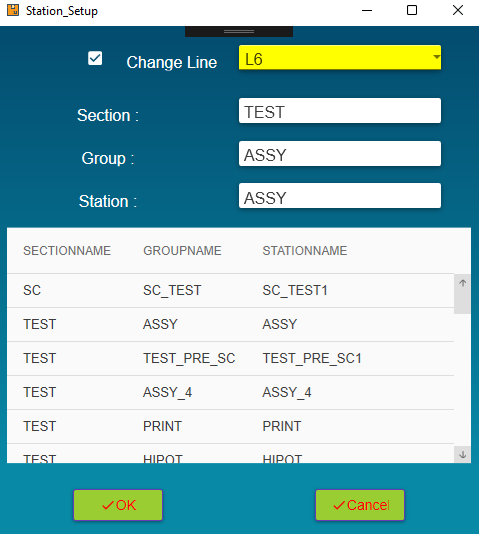 Station_Setup
Change Line L6
Section : TEST
Group : ASSY
Station : ASSY
SECTIONNAME GROUPNAME STATIONNAME
SC SC_TEST SC_TEST1
TEST ASSY ASSY
TEST TEST_PRE_SC TEST_PRE_SC1
TEST ASSY_4 ASSY_4
TEST PRINT PRINT
TEST HIPOT HIPOT
OK Cancel